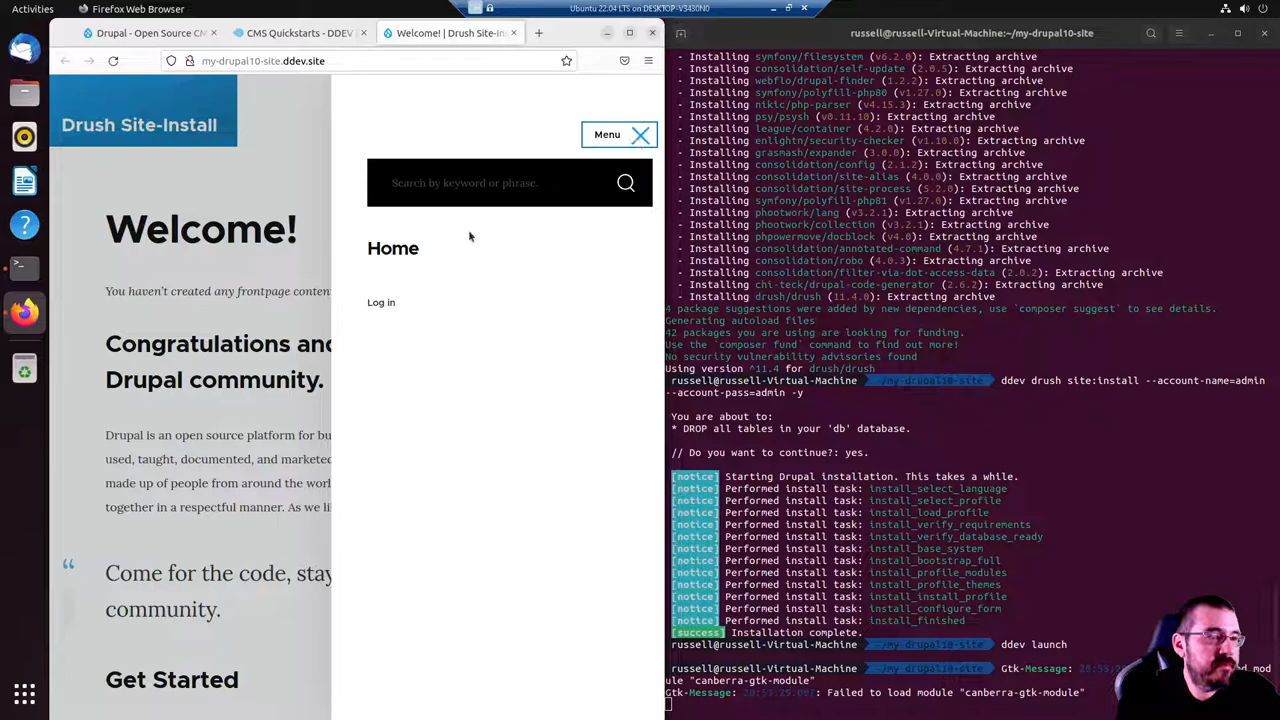 Activities
Firefox Web Browser
Ubuntu 22.04 LTS on DESKTOP-V3430N0
Drupal - Open Source CM
CMS Quickstarts - DDEV
Welcome! | Drush Site-In
my-drupal10-site.ddev.site
Drush Site-Install
Menu
Search by keyword or phrase.
Home
Log in
Welcome!
You haven't created any frontpage conten
Congratulations and
Drupal community.
Drupal is an open source platform for bu
used, taught, documented, and marketed
made up of people from around the world
together in a respectful manner. As we li
“
Come for the code, stay
community.
Get Started
russell@russell-Virtual-Machine:~/my-drupal10-site
- Installing symfony/filesystem (v6.2.0): Extracting archive
- Installing consolidation/self-update (2.0.5): Extracting archive
- Installing webflo/drupal-finder (1.2.2): Extracting archive
- Installing symfony/polyfill-php80 (v1.27.0): Extracting archive
- Installing nikic/php-parser (v4.15.3): Extracting archive
- Installing psy/psysh (v0.11.10): Extracting archive
- Installing league/container (4.2.0): Extracting archive
- Installing enlightn/security-checker (v1.10.0): Extracting archive
- Installing grasmash/expander (3.0.0): Extracting archive
- Installing consolidation/config (2.1.2): Extracting archive
- Installing consolidation/site-alias (4.0.0): Extracting archive
- Installing consolidation/site-process (5.2.0): Extracting archive
- Installing symfony/polyfill-php81 (v1.27.0): Extracting archive
- Installing phootwork/lang (v3.2.1): Extracting archive
- Installing phootwork/collection (v3.2.1): Extracting archive
- Installing phpowermove/docblock (v4.0): Extracting archive
- Installing consolidation/annotated-command (4.7.1): Extracting archive
- Installing consolidation/robo (4.0.3): Extracting archive
- Installing consolidation/filter-via-dot-access-data (2.0.2): Extracting archive
- Installing chi-teck/drupal-code-generator (2.6.2): Extracting archive
- Installing drush/drush (11.4.0): Extracting archive
4 package suggestions were added by new dependencies, use `composer suggest` to see details.
Generating autoload files
42 packages you are using are looking for funding.
Use the `composer fund` command to find out more!
No security vulnerability advisories found
Using version ^11.4 for drush/drush
russell@russell-Virtual-Machine ~/my-drupal10-site ddev drush site:install --account-name=admin
--account-pass=admin -y
You are about to:
* DROP all tables in your 'db' database.
// Do you want to continue?: yes.
[notice] Starting Drupal installation. This takes a while.
[notice] Performed install task: install_select_language
[notice] Performed install task: install_select_profile
[notice] Performed install task: install_load_profile
[notice] Performed install task: install_verify_requirements
[notice] Performed install task: install_verify_database_ready
[notice] Performed install task: install_base_system
[notice] Performed install task: install_bootstrap_full
[notice] Performed install task: install_profile_modules
[notice] Performed install task: install_profile_themes
[notice] Performed install task: install_install_profile
[notice] Performed install task: install_configure_form
[notice] Performed install task: install_finished
[success] Installation complete.
russell@russell-Virtual-Machine ~/my-drupal10-site ddev launch
russell@russell-Virtual-Machine ~/my-drupal10-site Gtk-Message: mod
ule "canberra-gtk-module"
Gtk-Message: Failed to load module "canberra-gtk-module"